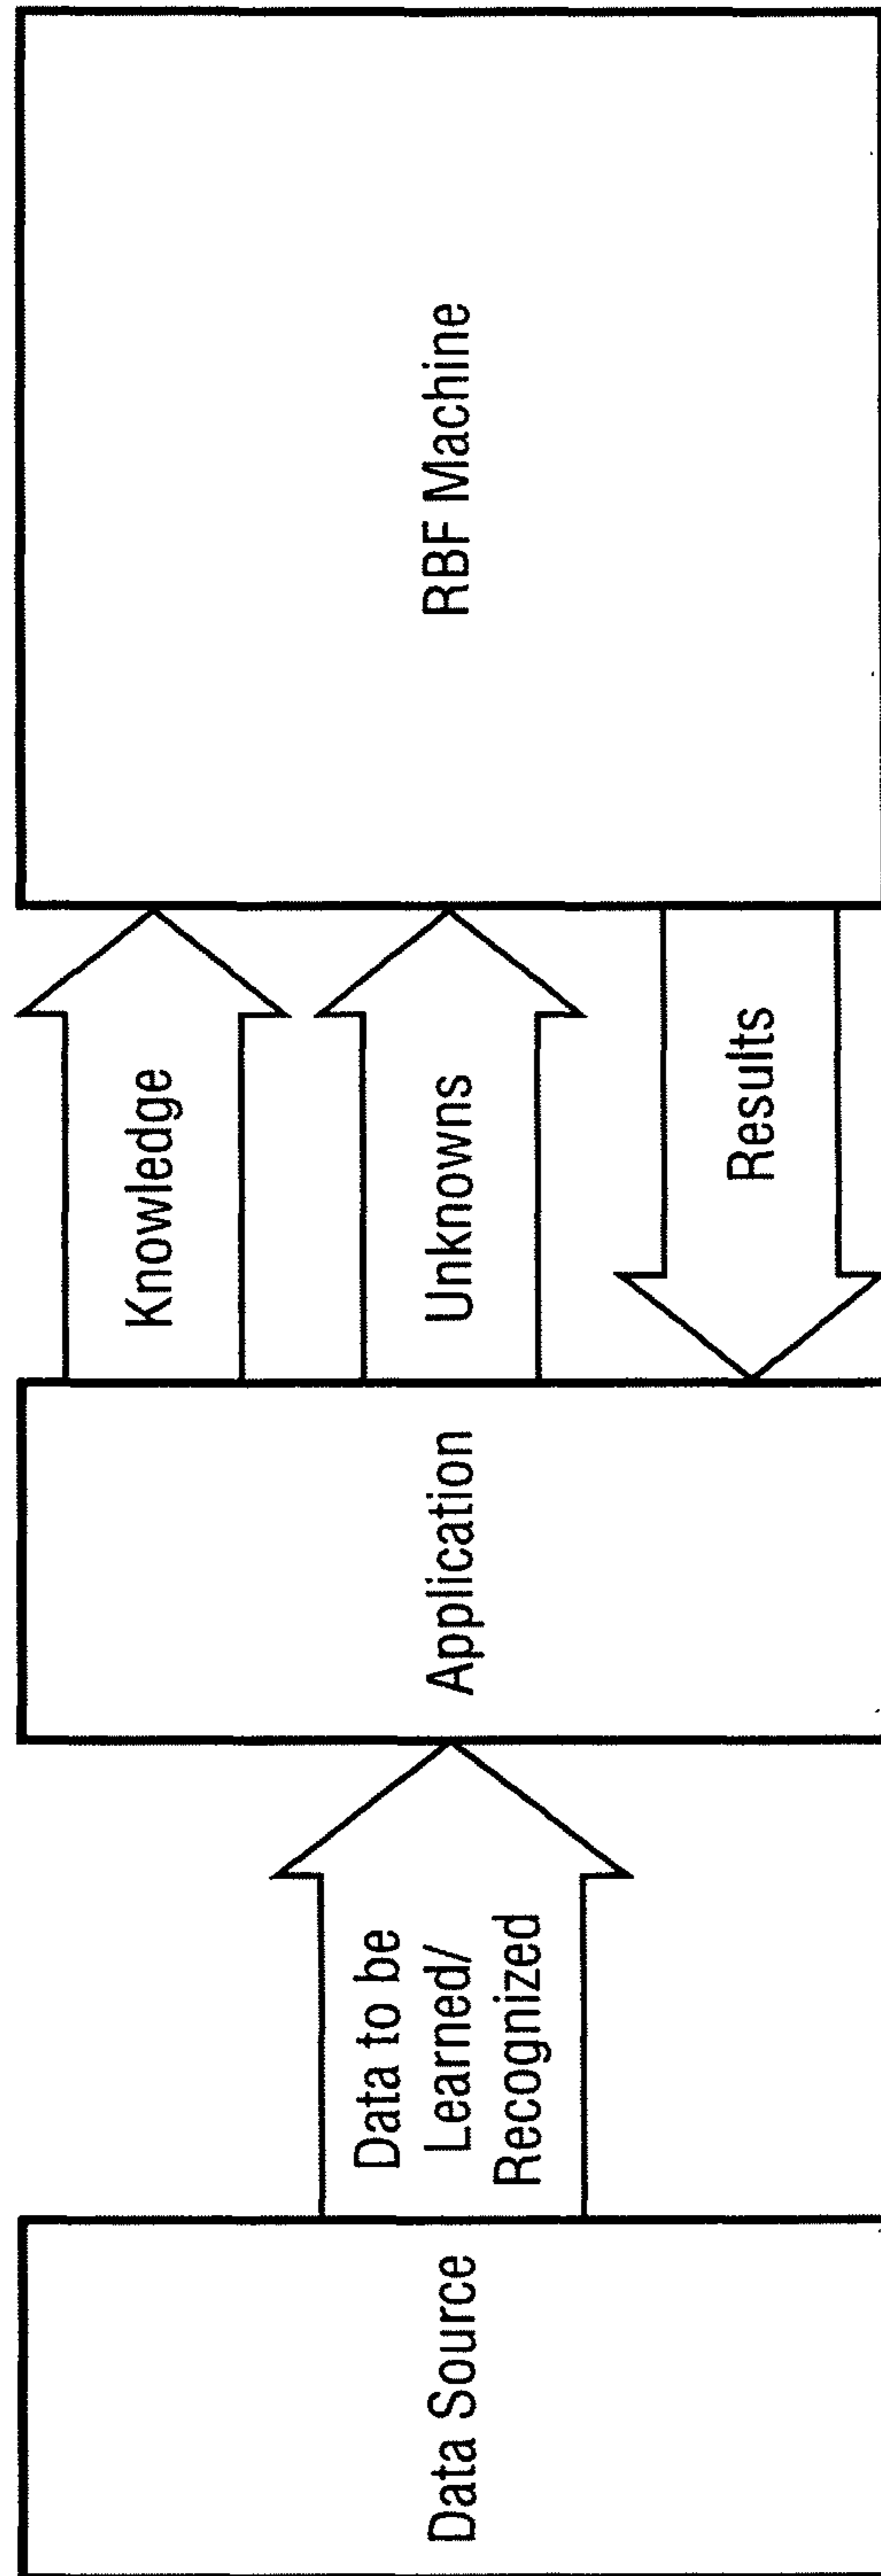 Data Source
Data to be
Learned/
Recognized
Application
Knowledge
Unknowns
Results
RBF Machine